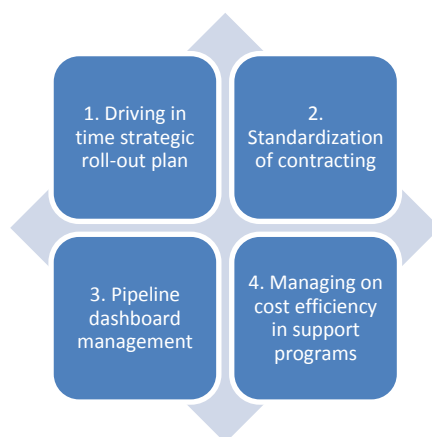 1. Driving in
time strategic
roll-out plan
2.
Standardization
of contracting
3. Pipeline
dashboard
management
4. Managing on
cost efficiency
in support
programs